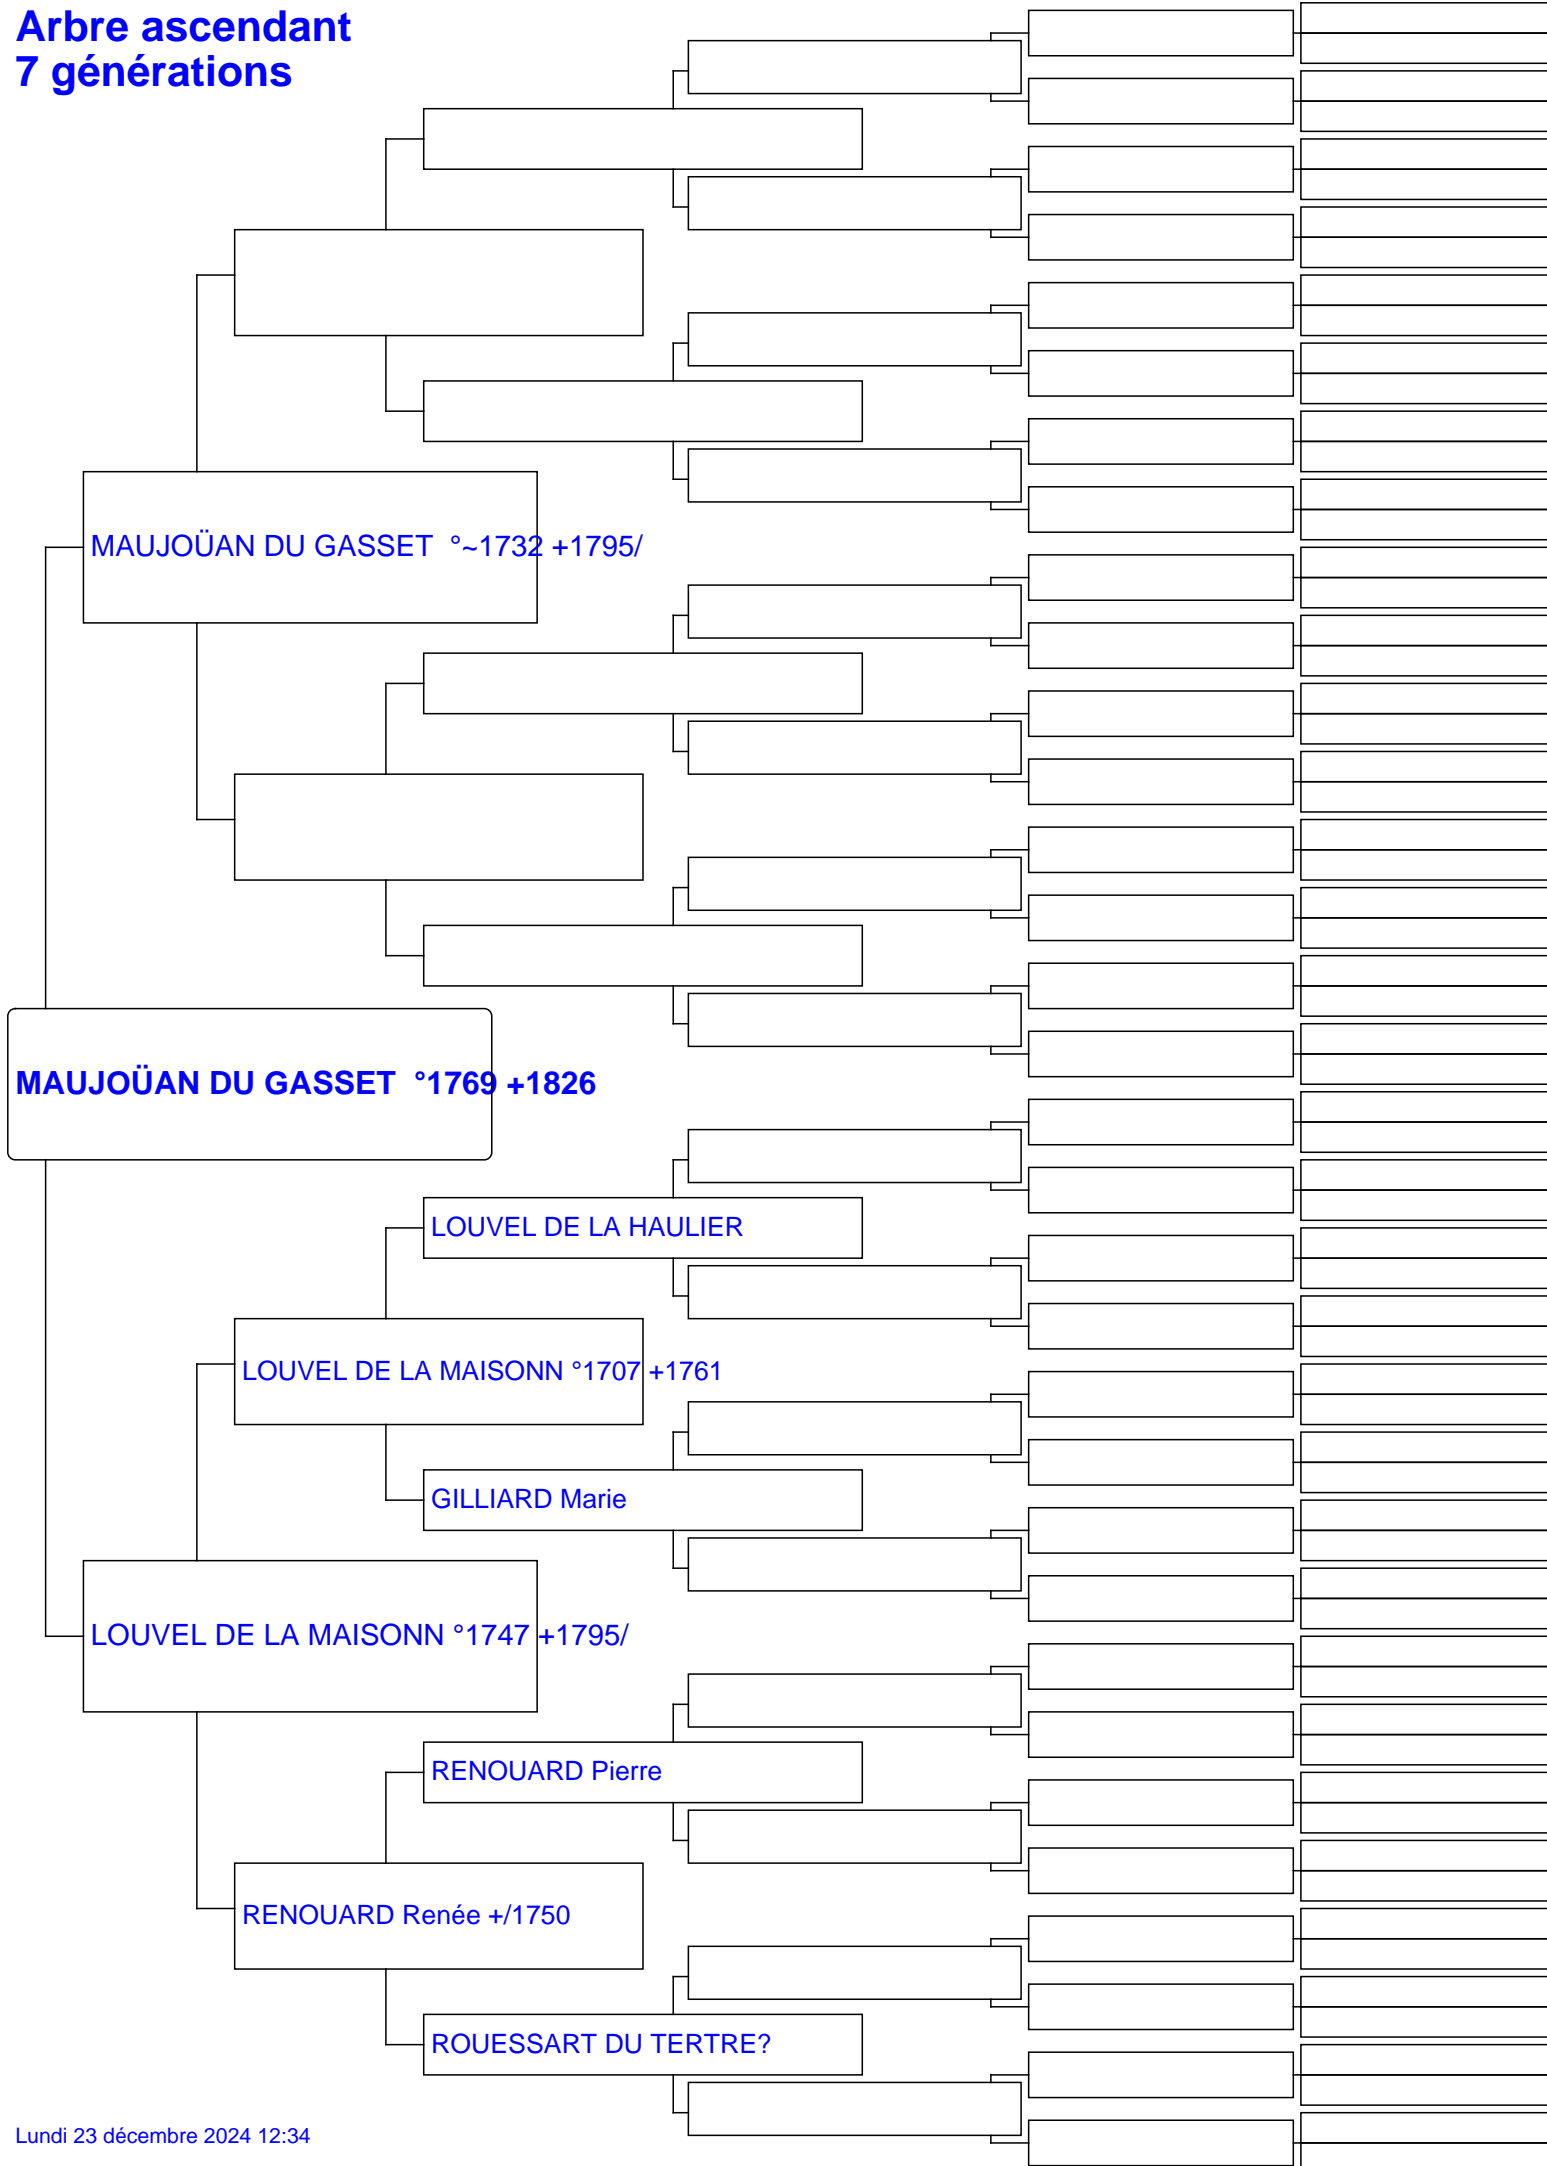 Arbre ascendant
7 générations
MAUJOÜAN DU GASSET  °~1732 +1795/
MAUJOÜAN DU GASSET  °1769 +1826
LOUVEL DE LA HAULIER
LOUVEL DE LA MAISONN °1707 +1761
GILLIARD Marie
LOUVEL DE LA MAISONN °1747 +1795/
RENOUARD Pierre
RENOUARD Renée +/1750
ROUESSART DU TERTRE?
Lundi 23 décembre 2024 12:34